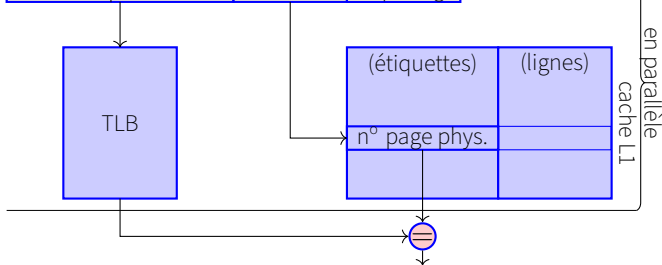 (étiquettes)
(lignes)
TLB
n° page phys.
=
en parallèle
cache L1